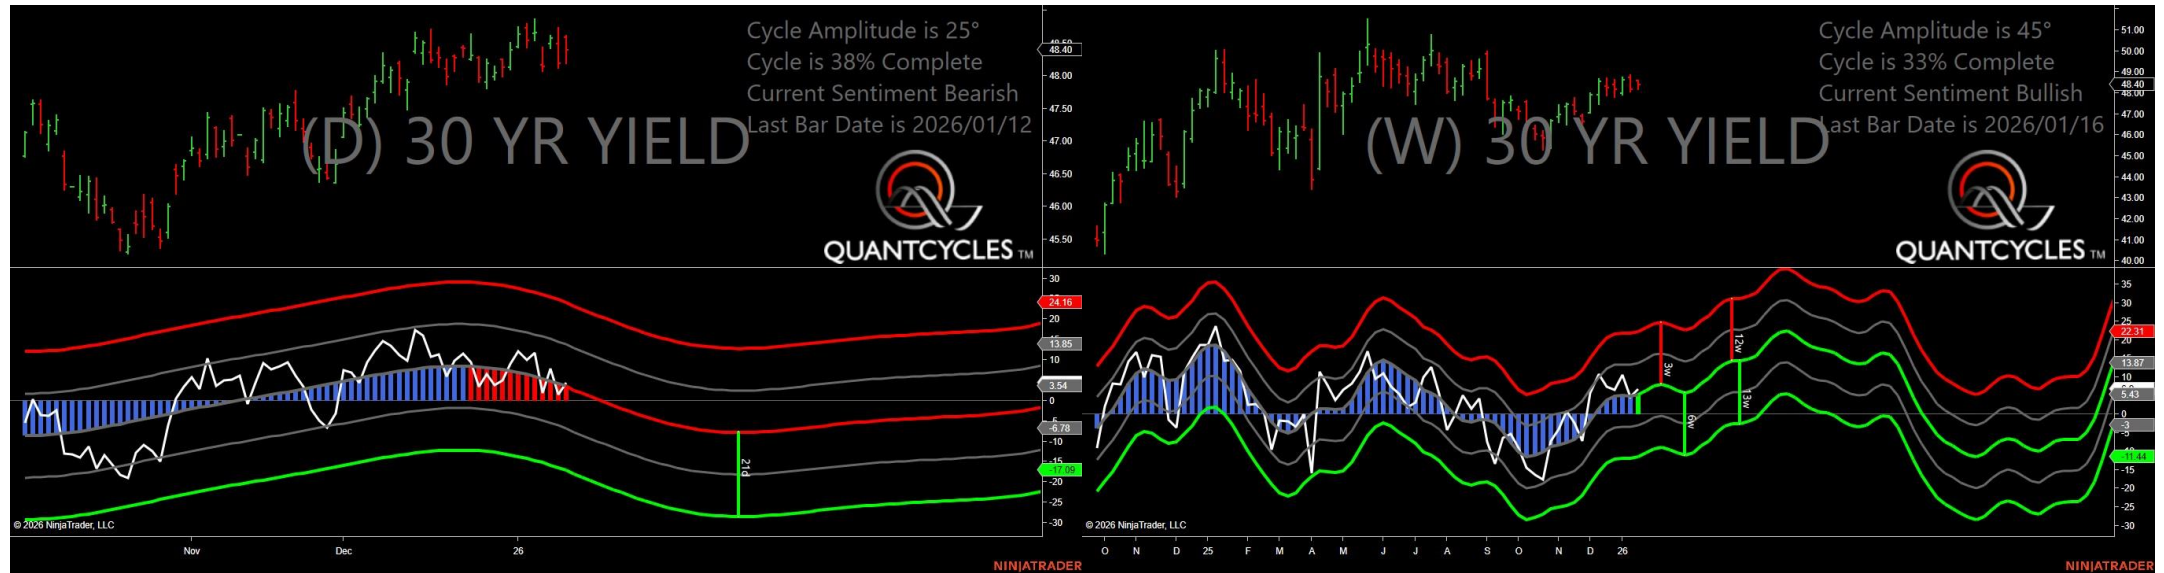 Cycle Amplitude is 25°
Cycle is 38% Complete
Current Sentiment Bearish
Last Bar Date is 2026/01/12
(D) 30 YR YIELD
QUANTCYCLES TM
48.40
48.00
47.50
47.00
46.50
46.00
45.50
30
24.16
20
13.85
10
3.54
0
-6.78
-10
-15
-17.09
-20
-25
-30
21d
© 2026 NinjaTrader, LLC
Nov
Dec
26
NINJATRADER
Cycle Amplitude is 45°
Cycle is 33% Complete
Current Sentiment Bullish
Last Bar Date is 2026/01/16
(W) 30 YR YIELD
QUANTCYCLES TM
51.00
50.00
49.00
48.40
48.00
47.00
46.00
45.00
44.00
43.00
42.00
41.00
40.00
35
30
25
22.31
20
13.87
10
5.43
0
-3
-5
-11.44
-15
-20
-25
-30
3w
6w
12w
13w
© 2026 NinjaTrader, LLC
O
N
D
25
F
M
A
M
J
J
A
S
O
N
D
26
NINJATRADER